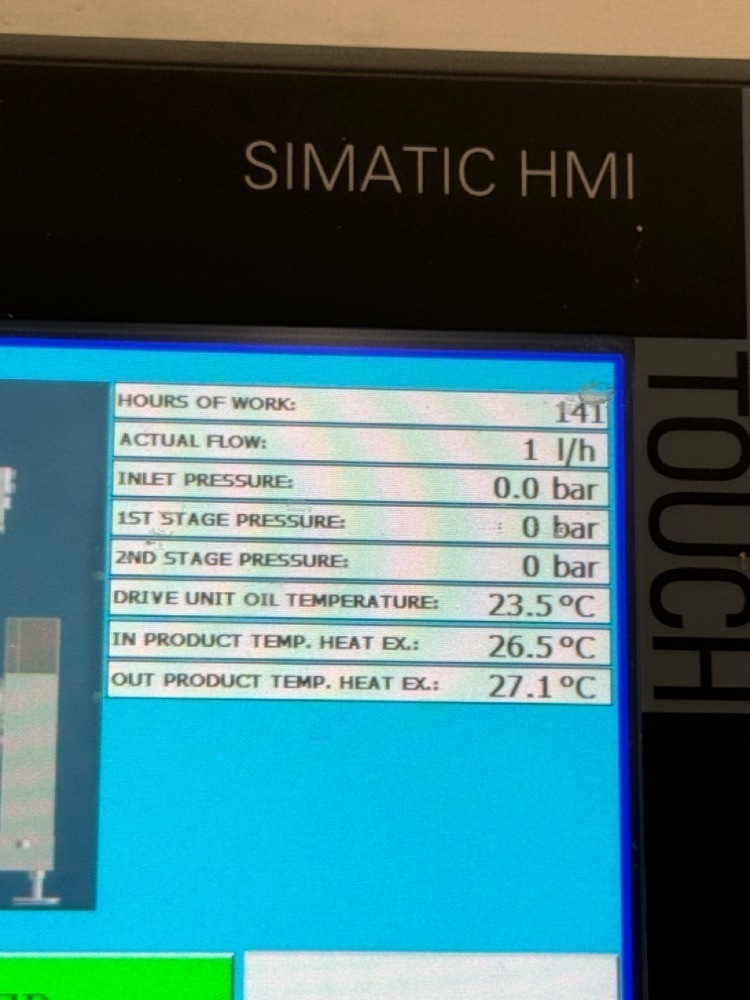 SIMATIC HMI
TOUCH
HOURS OF WORK: 141
ACTUAL FLOW: 1 l/h
INLET PRESSURE: 0.0 bar
1ST STAGE PRESSURE: 0 bar
2ND STAGE PRESSURE: 0 bar
DRIVE UNIT OIL TEMPERATURE: 23.5°C
IN PRODUCT TEMP. HEAT EX.: 26.5°C
OUT PRODUCT TEMP. HEAT EX.: 27.1°C